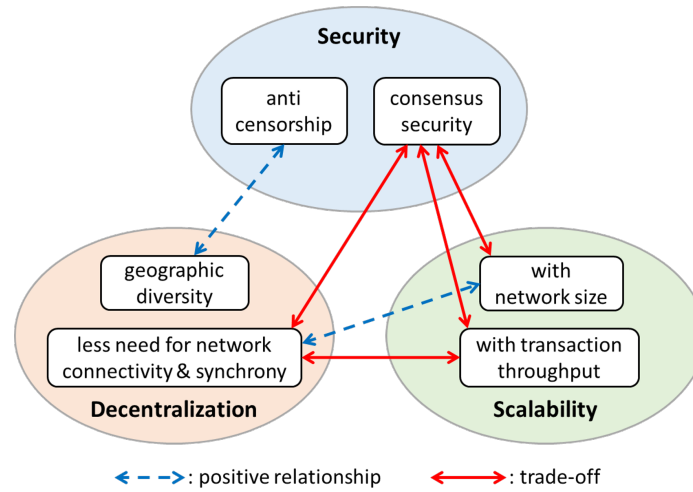 Security
anti
censorship
consensus
security
geographic
diversity
less need for network
connectivity & synchrony
Decentralization
with
network size
with transaction
throughput
Scalability
: positive relationship
: trade-off